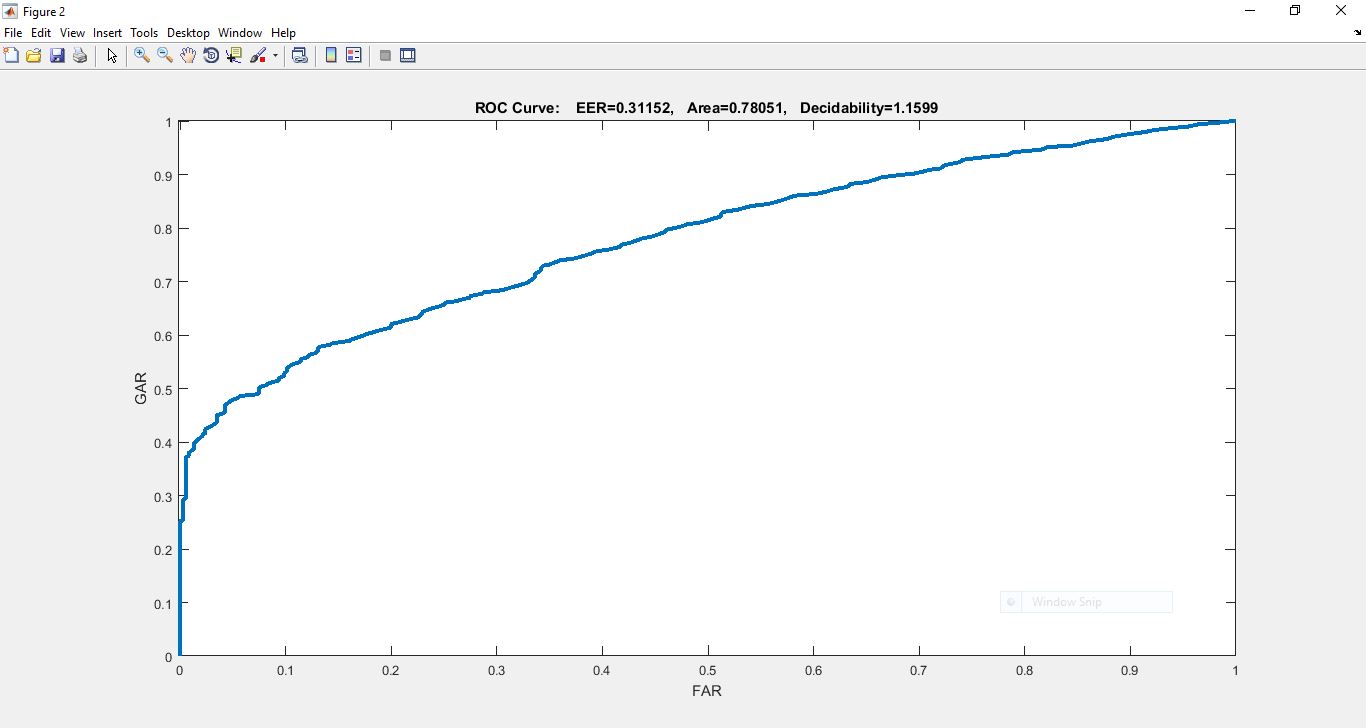 Figure 2
File Edit View Insert Tools Desktop Window Help
ROC Curve: EER=0.31152, Area=0.78051, Decidability=1.1599
1
0.9
0.8
0.7
0.6
0.5
0.4
0.3
0.2
0.1
0
GAR
Window Snip
0 0.1 0.2 0.3 0.4 0.5 0.6 0.7 0.8 0.9 1
FAR